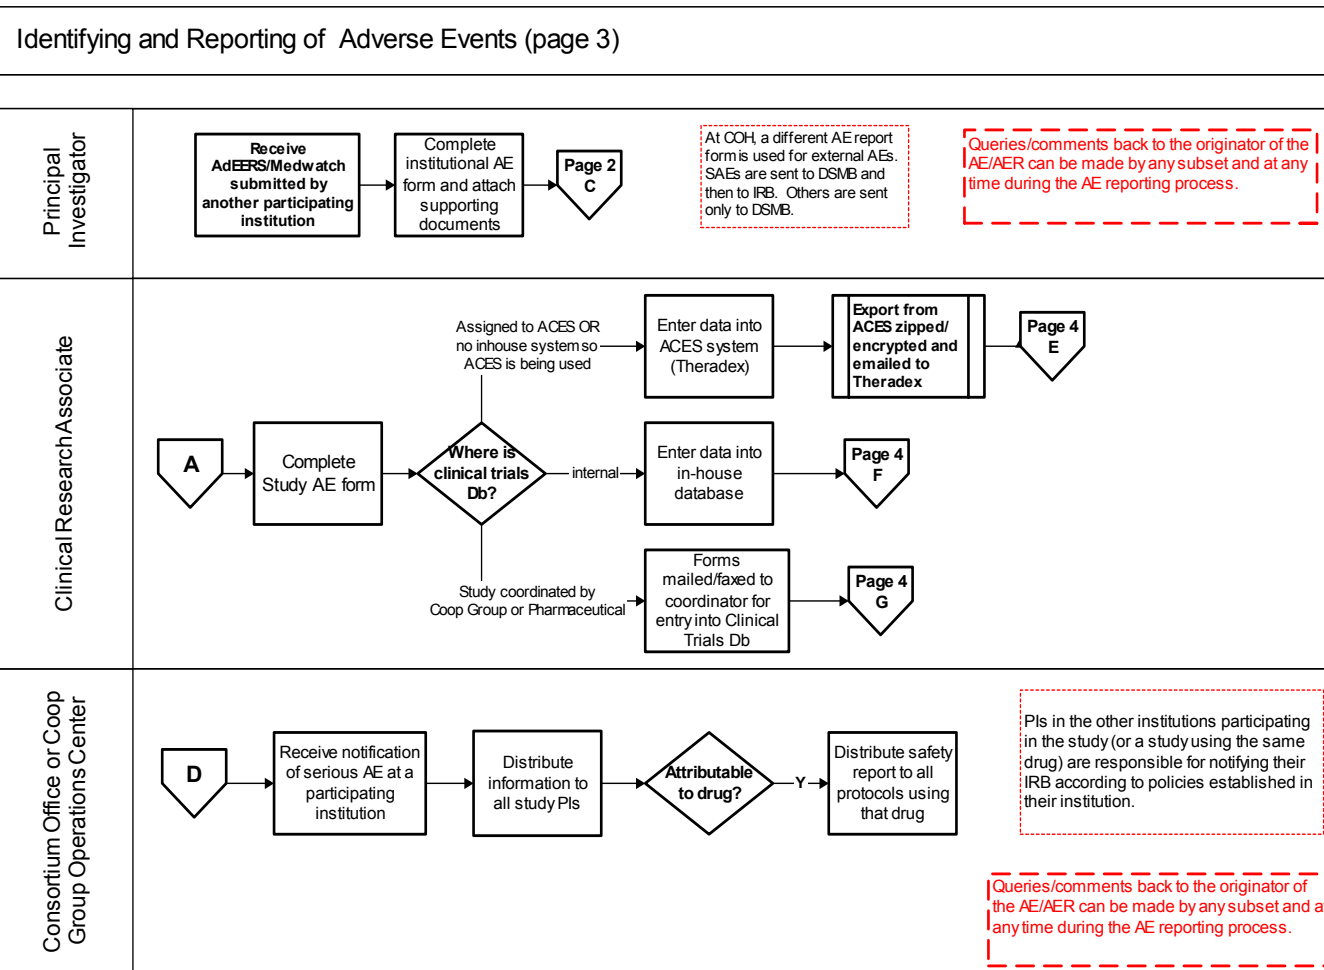 Identifying and Reporting of Adverse Events (page 3)
Principal
Investigator
Receive
AdEERS/Medwatch
submitted by
another participating
institution
Complete
institutional AE
form and attach
supporting
documents
Page 2
C
At COH, a different AE report
form is used for external AEs.
SAEs are sent to DSMB and
then to IRB. Others are sent
only to DSMB.
Queries/comments back to the originator of the
AE/AER can be made by any subset and at any
time during the AE reporting process.
Clinical Research Associate
A
Complete
Study AE form
Where is
clinical trials
Db?
Assigned to ACES OR
no inhouse system so
ACES is being used
Enter data into
ACES system
(Theradex)
Export from
ACES zipped/
encrypted and
emailed to
Theradex
Page 4
E
internal
Enter data into
in-house
database
Page 4
F
Study coordinated by
Coop Group or Pharmaceutical
Forms
mailed/faxed to
coordinator for
entry into Clinical
Trials Db
Page 4
G
Consortium Office or Coop
Group Operations Center
D
Receive notification
of serious AE at a
participating
institution
Distribute
information to
all study PIs
Attributable
to drug?
Y
Distribute safety
report to all
protocols using
that drug
PIs in the other institutions participating
in the study (or a study using the same
drug) are responsible for notifying their
IRB according to policies established in
their institution.
Queries/comments back to the originator of
the AE/AER can be made by any subset and at
any time during the AE reporting process.